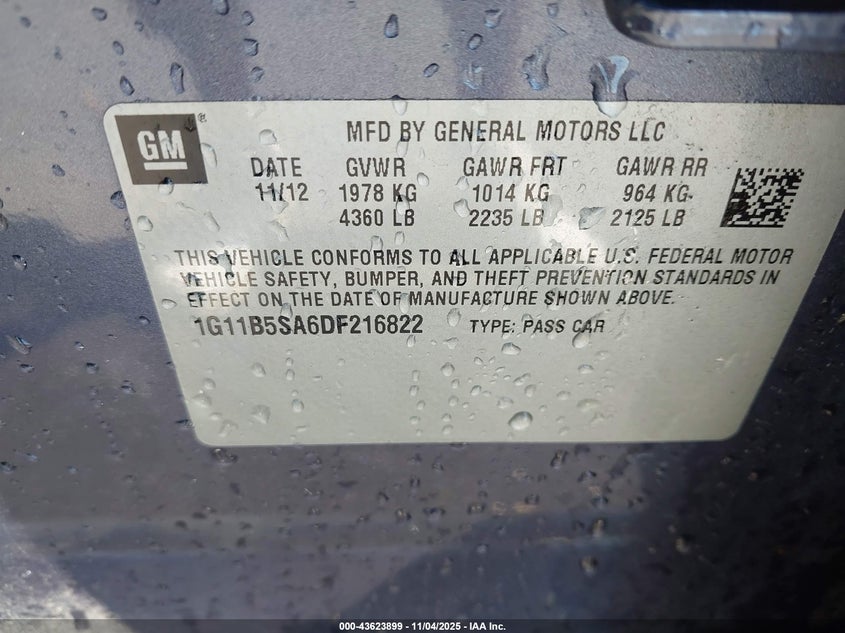 GM ®
MFD BY GENERAL MOTORS LLC
DATE GVWR GAWR FRT GAWR RR
11/12 1978 KG 1014 KG 964 KG
4360 LB 2235 LB 2125 LB
THIS VEHICLE CONFORMS TO ALL APPLICABLE U.S. FEDERAL MOTOR
VEHICLE SAFETY, BUMPER, AND THEFT PREVENTION STANDARDS IN
EFFECT ON THE DATE OF MANUFACTURE SHOWN ABOVE.
1G11B5SA6DF216822 TYPE: PASS CAR
000-43623899 - 11/04/2025 - IAA Inc.